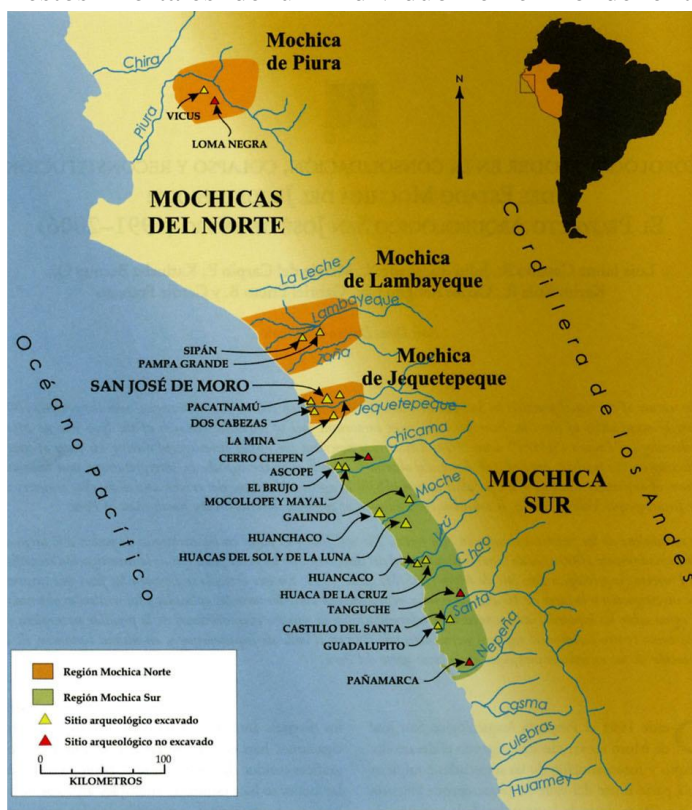 Mochica
de Piura
Chira
Piura
VICUS
LOMA NEGRA
N
MOCHICAS
DEL NORTE
La Leche
Mochica
de Lambayeque
Lambayeque
Zaña
SIPÁN
PAMPA GRANDE
Mochica
de Jequetepeque
SAN JOSÉ DE MORO
PACATNAMÚ
Jequetepeque
DOS CABEZAS
LA MINA
CERRO CHEPEN
Chicama
ASCOPE
EL BRUJO
MOCOLLOPE Y MAYAL
Moche
MOCHICA
SUR
GALINDO
HUANCHACO
HUACAS DEL SOL Y DE LA LUNA
Virú
Chao
HUANCACO
HUACA DE LA CRUZ
TANGUCHE
Santa
CASTILLO DEL SANTA
GUADALUPITO
Nepeña
PAÑAMARCA
Casma
Culebras
Huarmey
Océano Pacífico
Cordillera de los Andes
Región Mochica Norte
Región Mochica Sur
Sitio arqueológico excavado
Sitio arqueológico no excavado
0 100
KILOMETROS